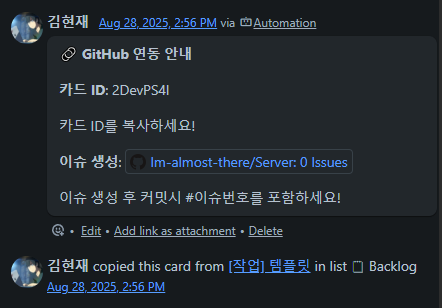 김현재 Aug 28, 2025, 2:56 PM via Automation
GitHub 연동 안내
카드 ID: 2DevPS4I
카드 ID를 복사하세요!
이슈 생성: Im-almost-there/Server: 0 Issues
이슈 생성 후 커밋시 #이슈번호를 포함하세요!
• Edit • Add link as attachment • Delete
김현재 copied this card from [작업] 템플릿 in list Backlog
Aug 28, 2025, 2:56 PM